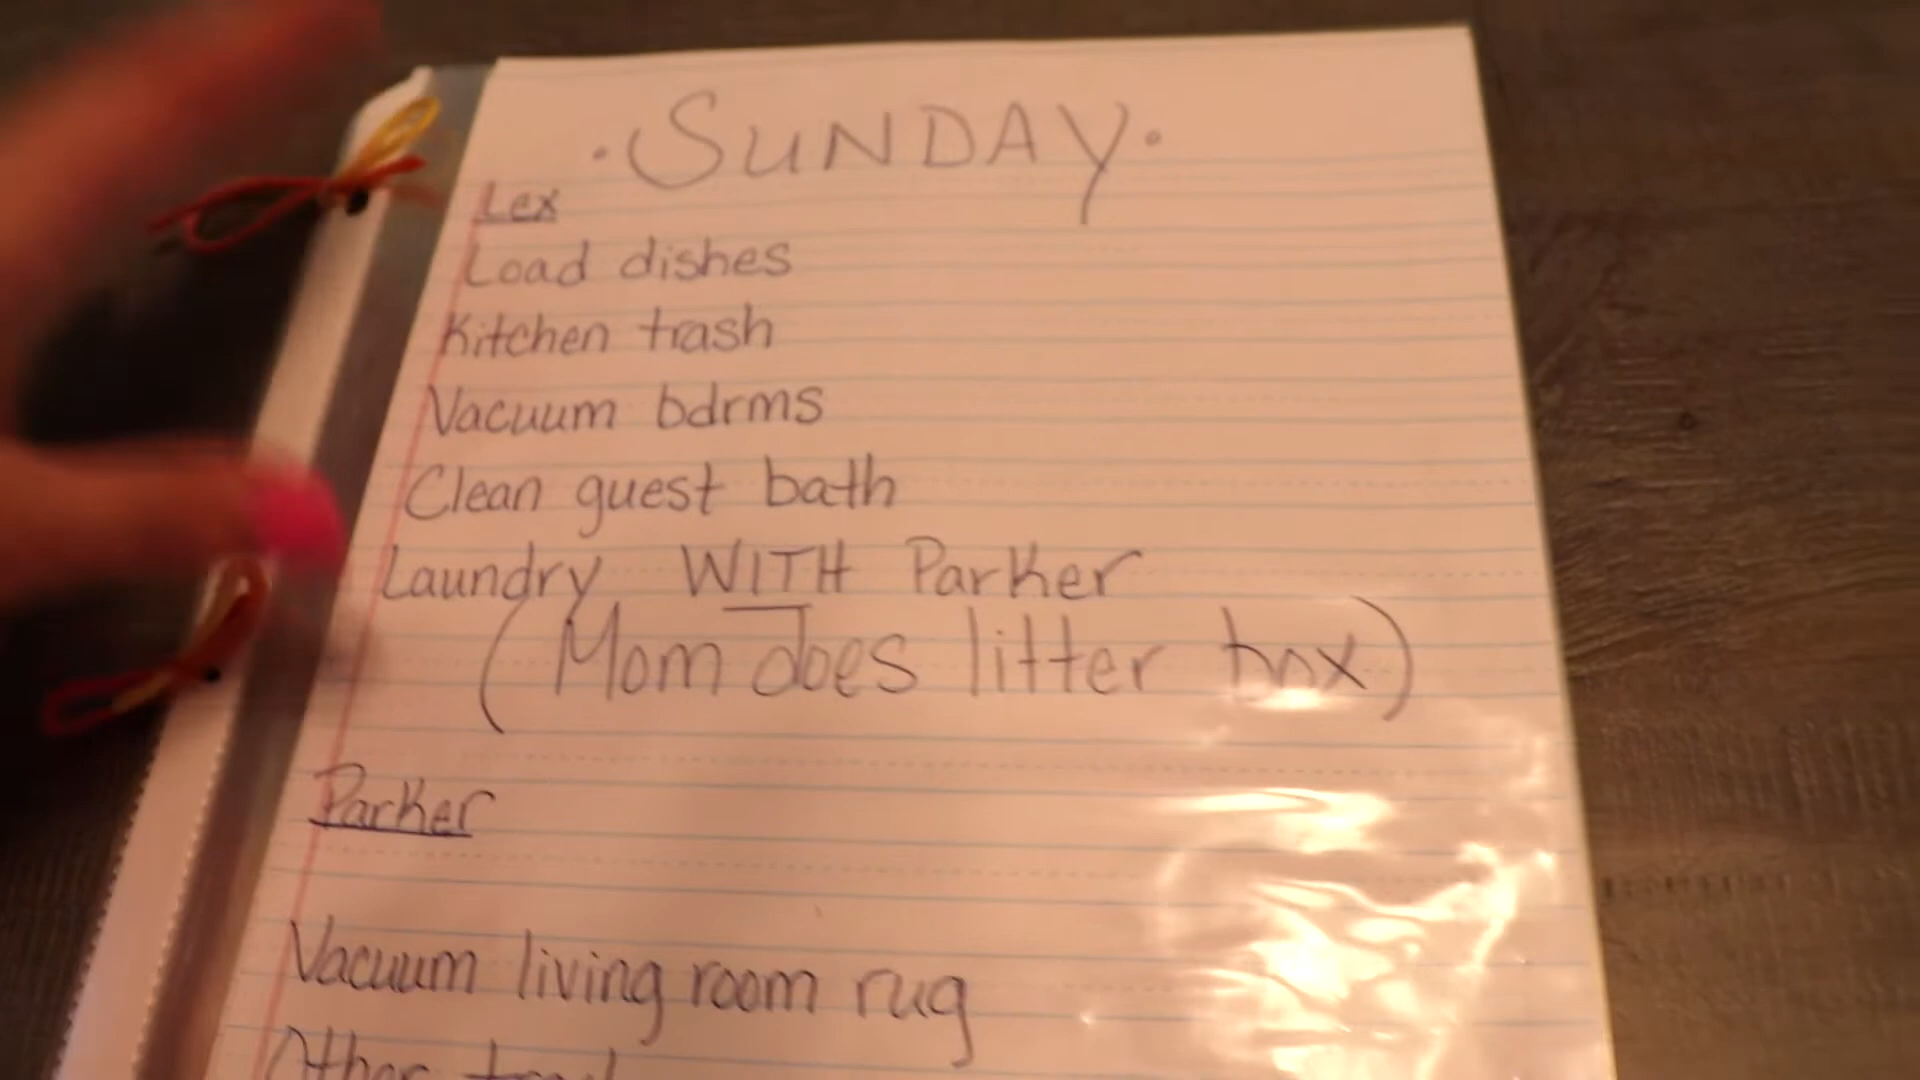 ·SUNDAY·
Lex
Load dishes
Kitchen trash
Vacuum bdrms
Clean guest bath
Laundry WITH Parker
(Mom does litter box)
Parker
Vacuum living room rug
Other